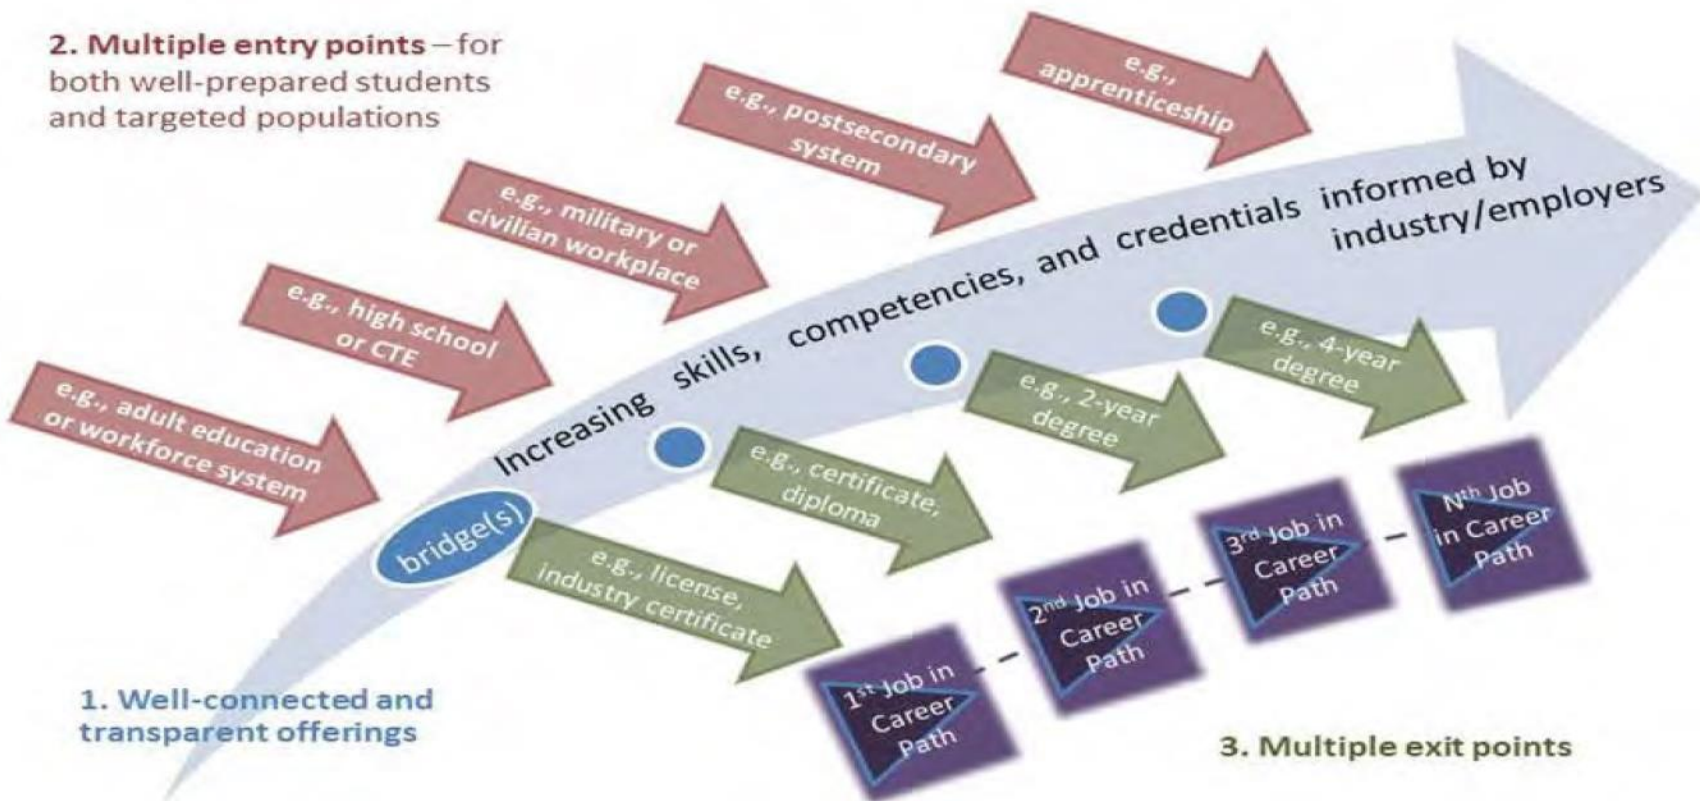 2. Multiple entry points – for
both well-prepared students
and targeted populations
e.g.,
apprenticeship
e.g., postsecondary
system
e.g., military or
civilian workplace
e.g., high school
or CTE
e.g., adult education
or workforce system
Increasing skills, competencies, and credentials informed by
industry/employers
bridge(s)
e.g., 4-year
degree
e.g., 2-year
degree
e.g., certificate,
diploma
e.g., license,
industry certificate
1st Job in
Career
Path
2nd Job in
Career
Path
3rd Job in
Career
Path
Nth Job
in Career
Path
1. Well-connected and
transparent offerings
3. Multiple exit points